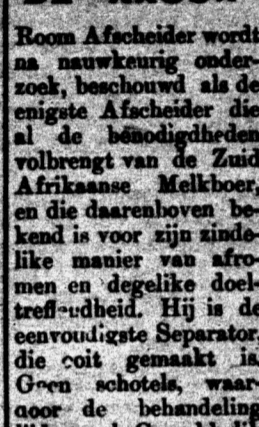 Room Afscheider wordt
na nauwkeurig onder-
zoek, beschouwd als de
enigste Afscheider die
al de benodigdheden
volbrengt van de Zuid
Afrikaanse Melkboer,
en die daarenboven be-
kend is voor zijn zinde-
like manier van afro-
men en degelike doel-
treffendheid. Hij is de
eenvoudigste Separator,
die ooit gemaakt is.
Geen schotels, waar-
door de behandeling